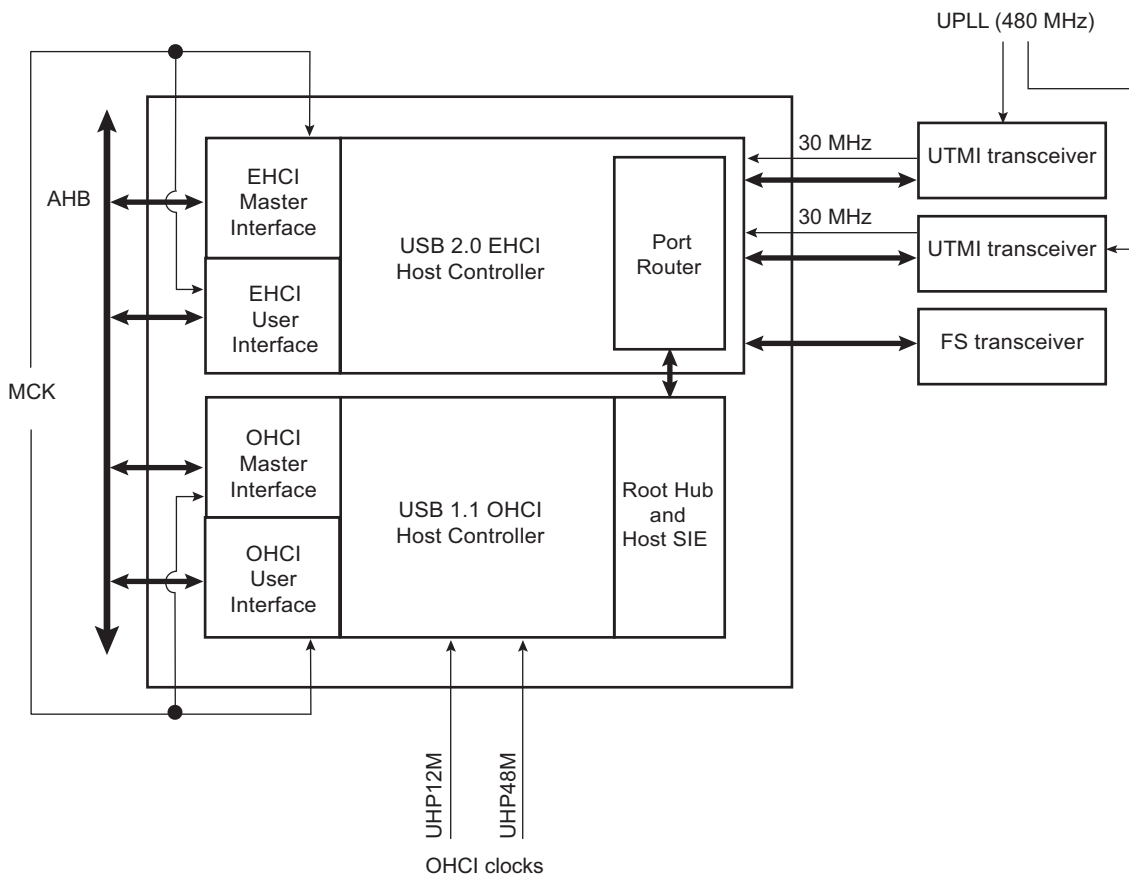 UPLL (480 MHz)
30 MHz
UTMI transceiver
EHCI
Master
Interface
AHB
USB 2.0 EHCI
Host Controller
Port
Router
30 MHz
UTMI transceiver
EHCI
User
Interface
FS transceiver
MCK
OHCI
Master
Interface
USB 1.1 OHCI
Host Controller
Root Hub
and
Host SIE
OHCI
User
Interface
UHP12M
UHP48M
OHCI clocks